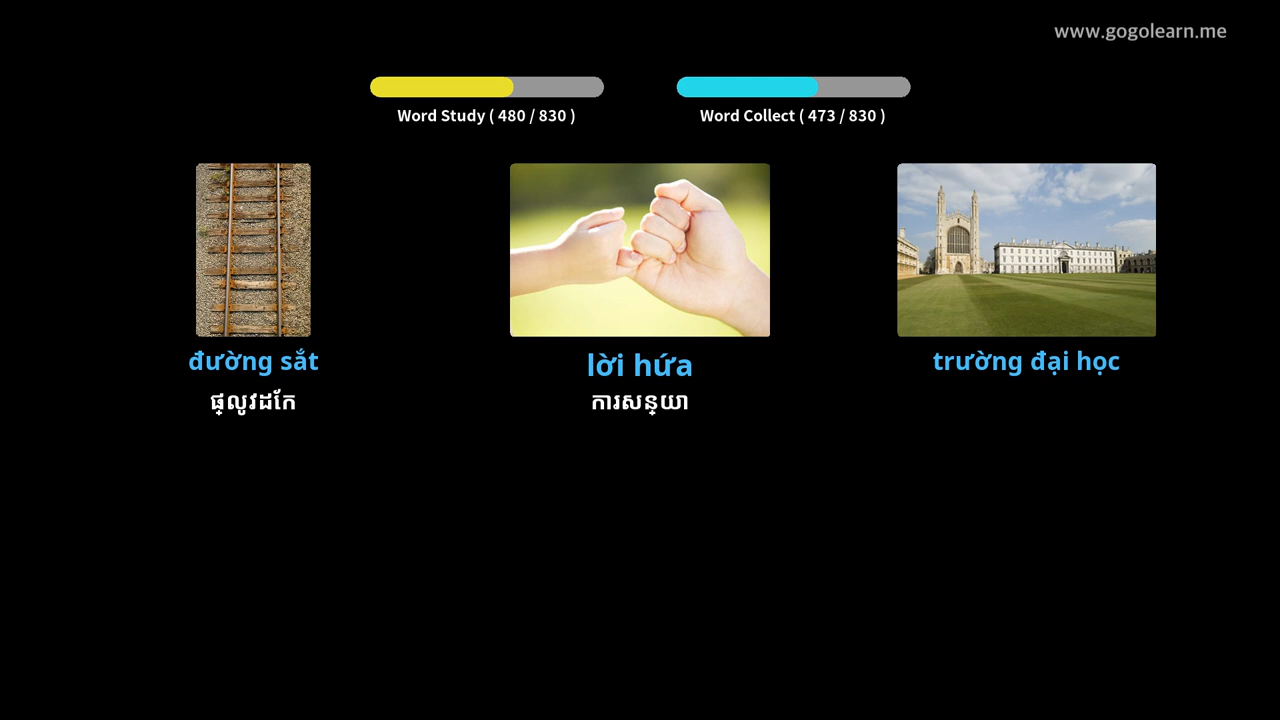 www.gogolearn.me
Word Study ( 480 / 830 )
Word Collect ( 473 / 830 )
đường sắt
lời hứa
trường đại học
ផ្លូវដែក
ការសន្យា